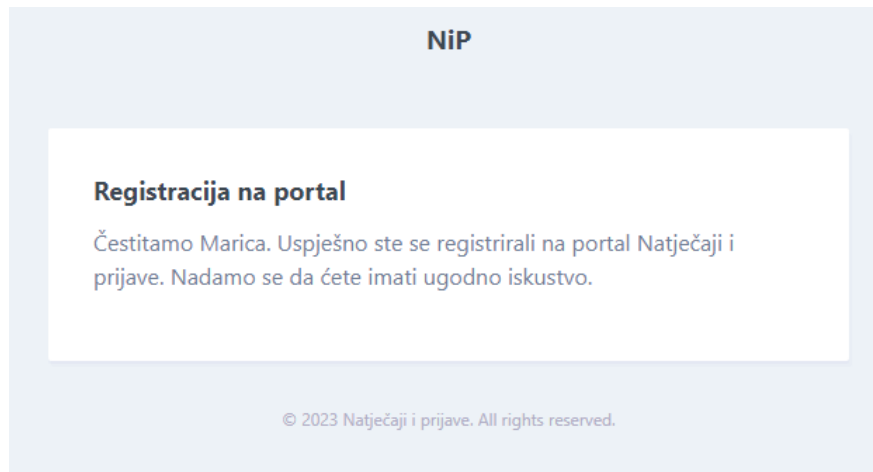 NiP
Registracija na portal
Čestitamo Marica. Uspješno ste se registrirali na portal Natječaji i
prijave. Nadamo se da ćete imati ugodno iskustvo.
© 2023 Natječaji i prijave. All rights reserved.